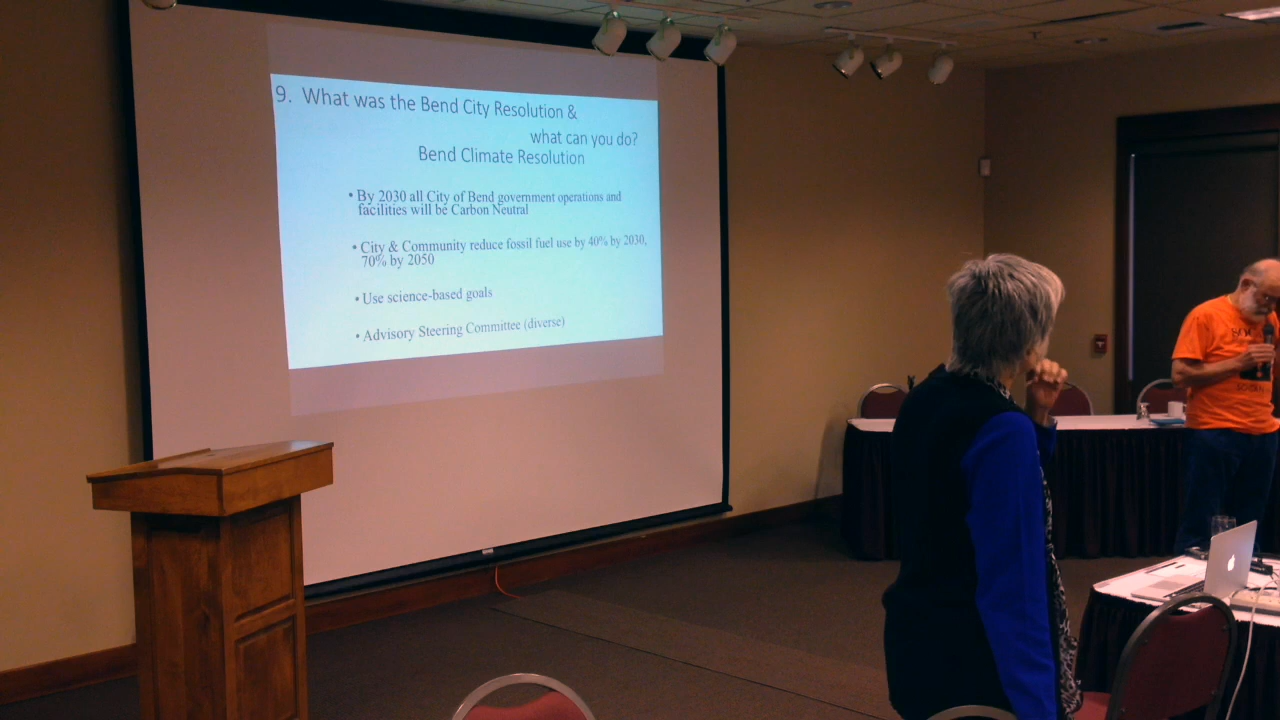 9. What was the Bend City Resolution &
what can you do?
Bend Climate Resolution
• By 2030 all City of Bend government operations and
facilities will be Carbon Neutral
• City & Community reduce fossil fuel use by 40% by 2030,
70% by 2050
• Use science-based goals
• Advisory Steering Committee (diverse)